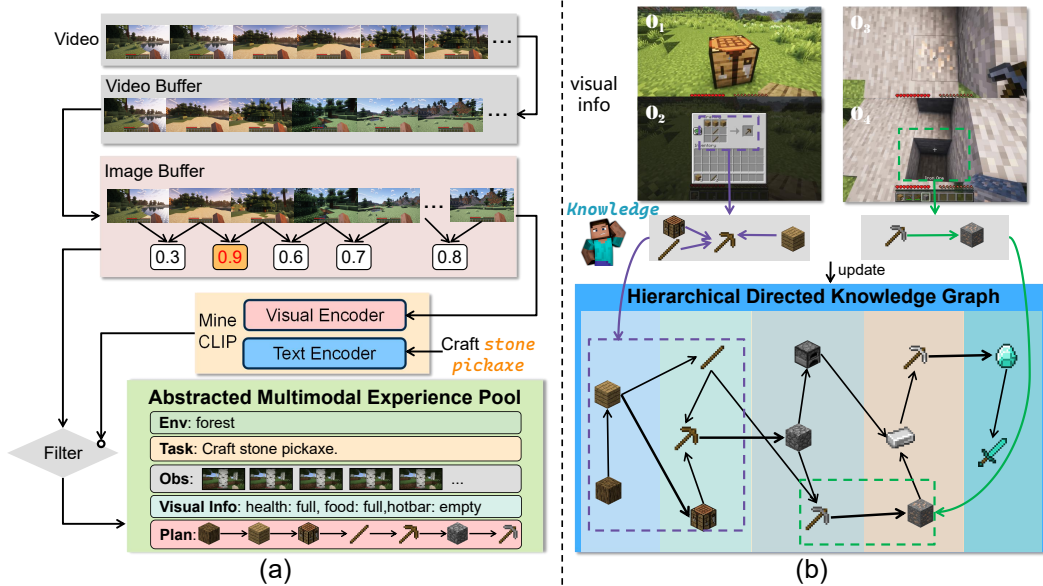 Video
...
Video Buffer
Image Buffer
...
0.3
0.9
0.6
0.7
0.8
Mine
CLIP
Visual Encoder
Text Encoder
Craft stone
pickaxe
Filter
Abstracted Multimodal Experience Pool
Env: forest
Task: Craft stone pickaxe.
Obs:
...
Visual Info: health: full, food: full,hotbar: empty
Plan:
(a)
visual
info
O1
O2
O3
O4
Inventory
Iron Ore
Knowledge
update
Hierarchical Directed Knowledge Graph
(b)